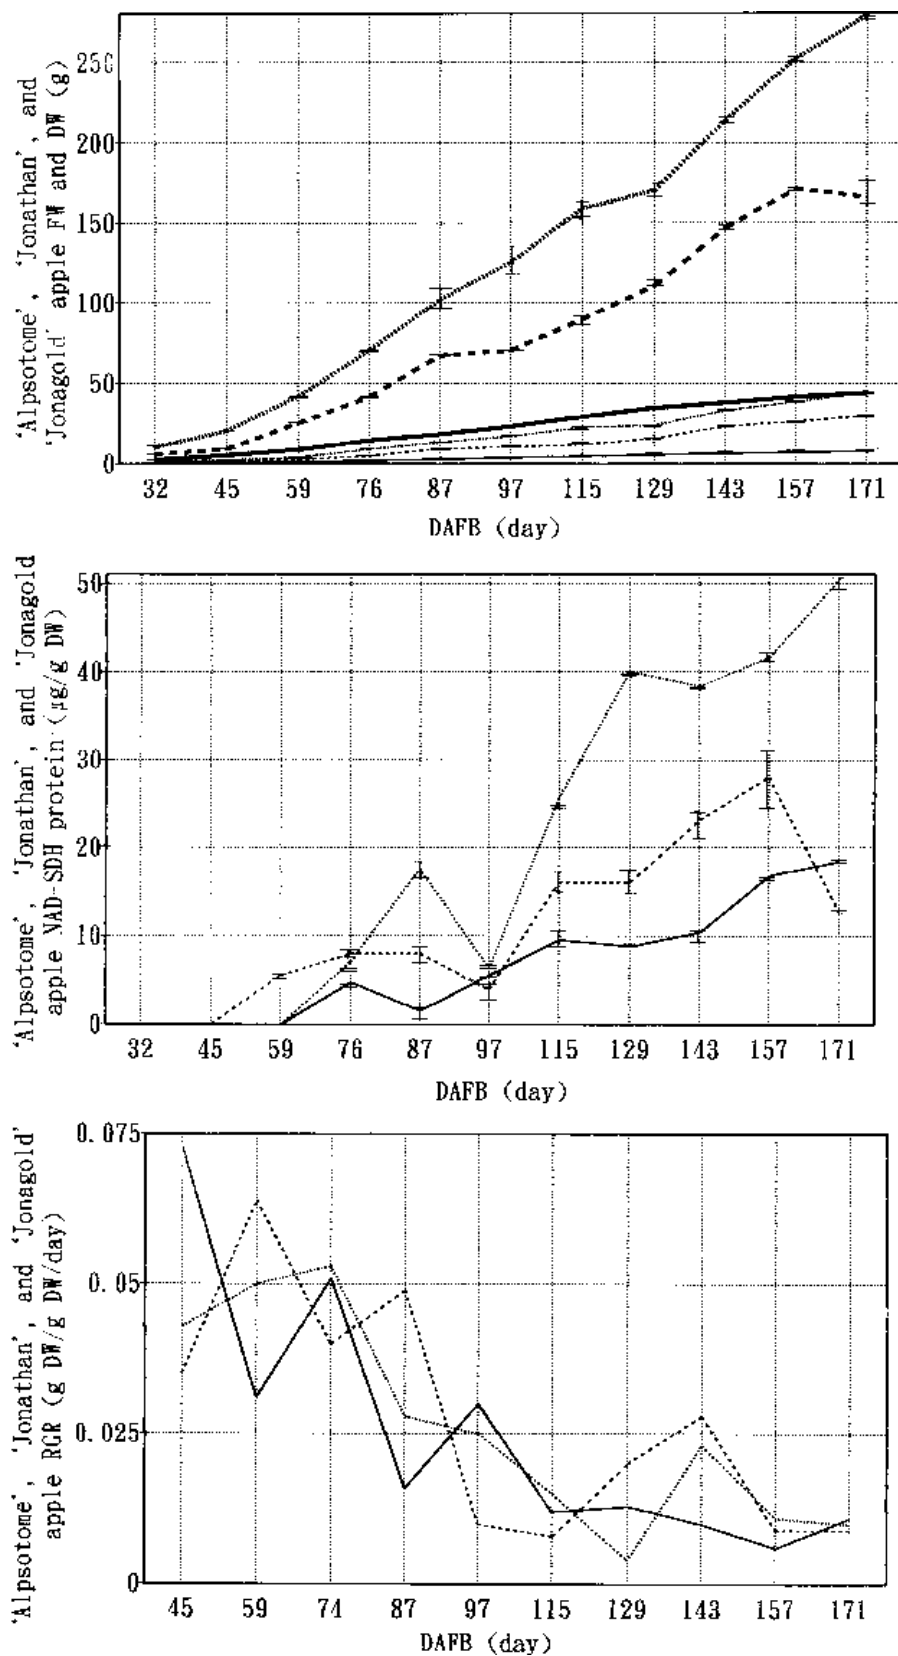 'Alpsotome', 'Jonathan', and
'Jonagold' apple FW and DW (g)
250
200
150
100
50
0
32 45 59 76 87 97 115 129 143 157 171
DAFB (day)
'Alpsotome', 'Jonathan', and 'Jonagold
apple NAD-SDH protein (µg/g DW)
50
40
30
20
10
0
32 45 59 76 87 97 115 129 143 157 171
DAFB (day)
'Alpsotome', 'Jonathan', and 'Jonagold'
apple RGR (g DW/g DW/day)
0.075
0.05
0.025
0
45 59 74 87 97 115 129 143 157 171
DAFB (day)